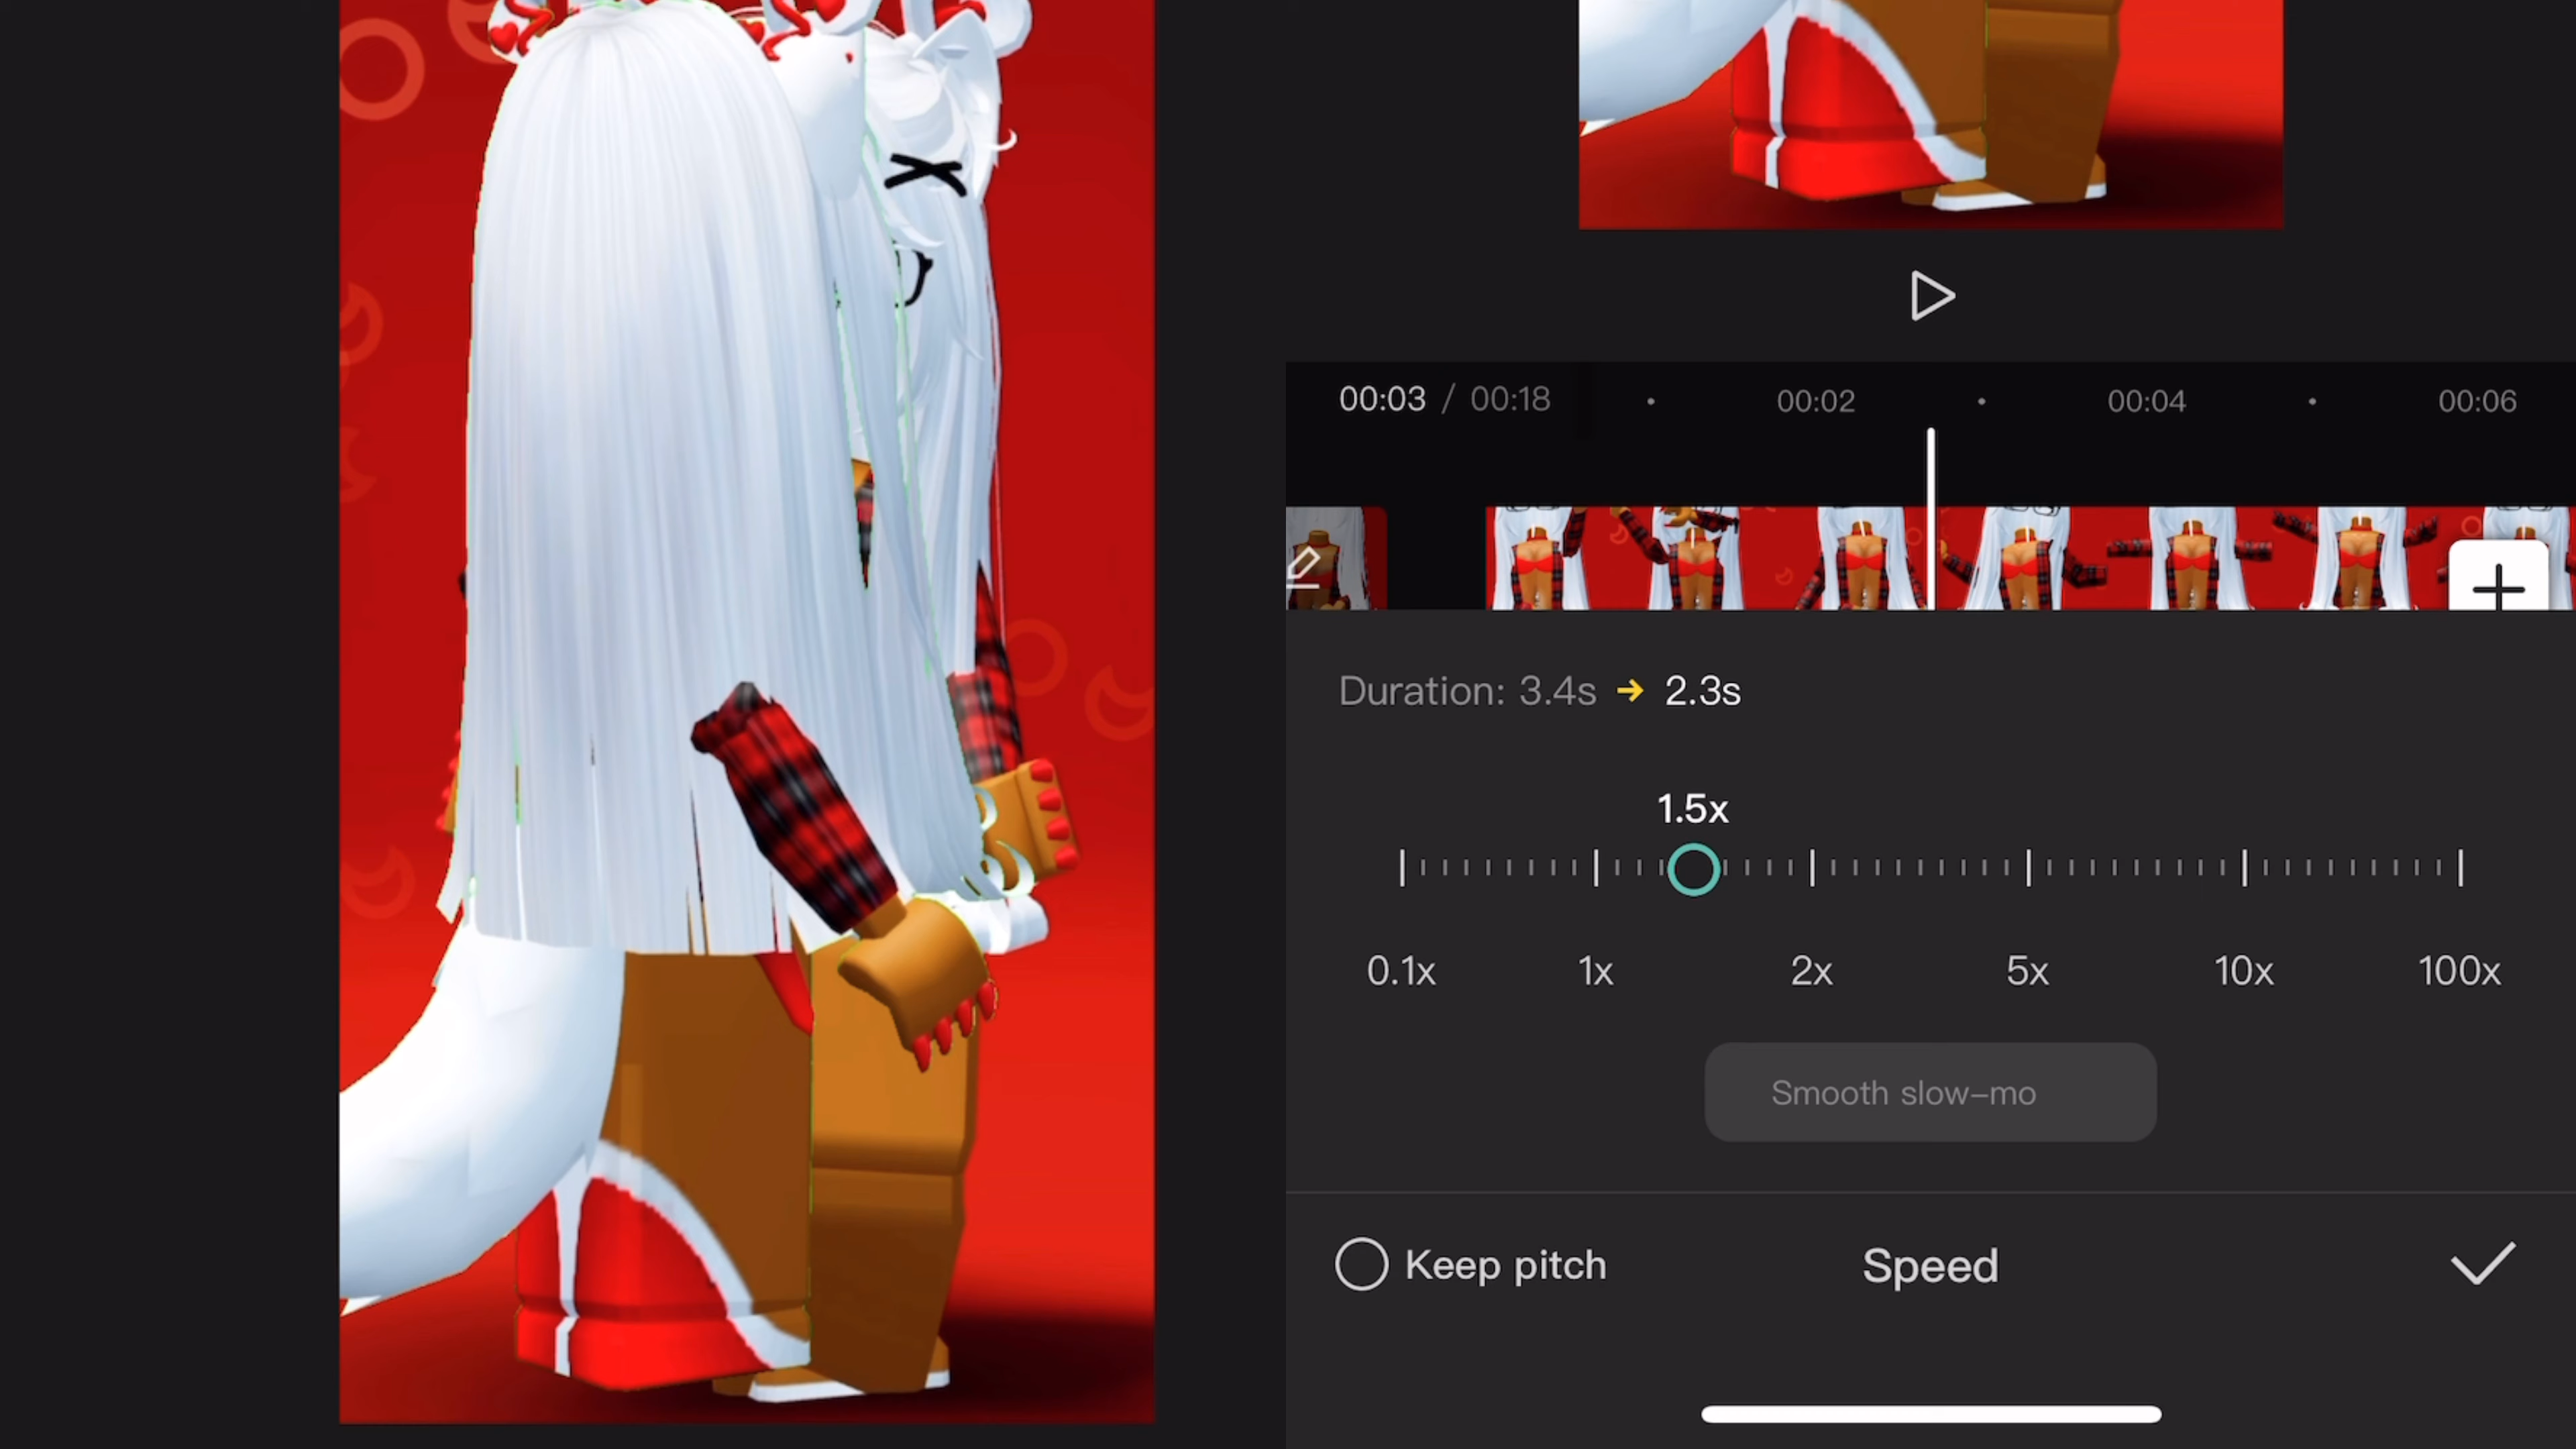 00:03 / 00:18
00:02
00:04
00:06
Duration: 3.4s → 2.3s
1.5x
0.1x 1x 2x 5x 10x 100x
Smooth slow-mo
Keep pitch
Speed